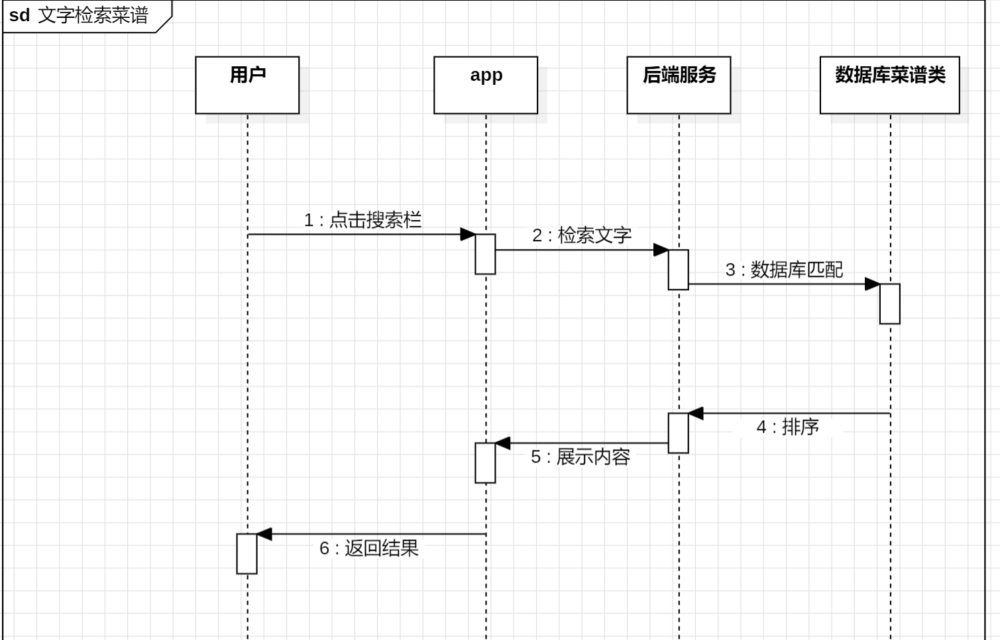 sd 文字检索菜谱
用户
app
后端服务
数据库菜谱类
1 : 点击搜索栏
2 : 检索文字
3 : 数据库匹配
4 : 排序
5 : 展示内容
6 : 返回结果